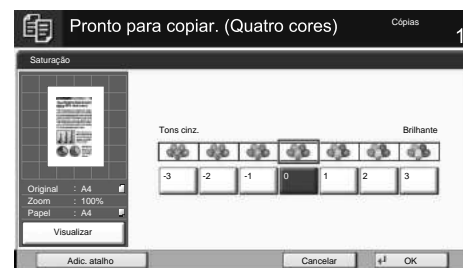 Pronto para copiar. (Quatro cores)
Cópias
1
Saturação
Tons cinz.
Brilhante
-3 -2 -1 0 1 2 3
Original : A4
Zoom : 100%
Papel : A4
Visualizar
Adic. atalho
Cancelar
OK